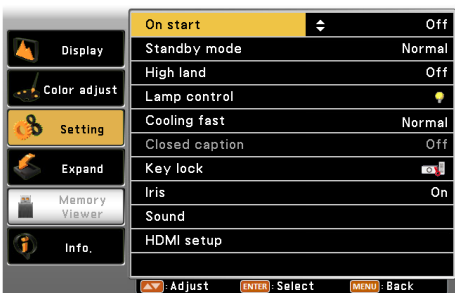 Display
Color adjust
Setting
Expand
Memory
Viewer
Info.
On start Off
Standby mode Normal
High land Off
Lamp control
Cooling fast Normal
Closed caption Off
Key lock
Iris On
Sound
HDMI setup
: Adjust ENTER : Select MENU : Back